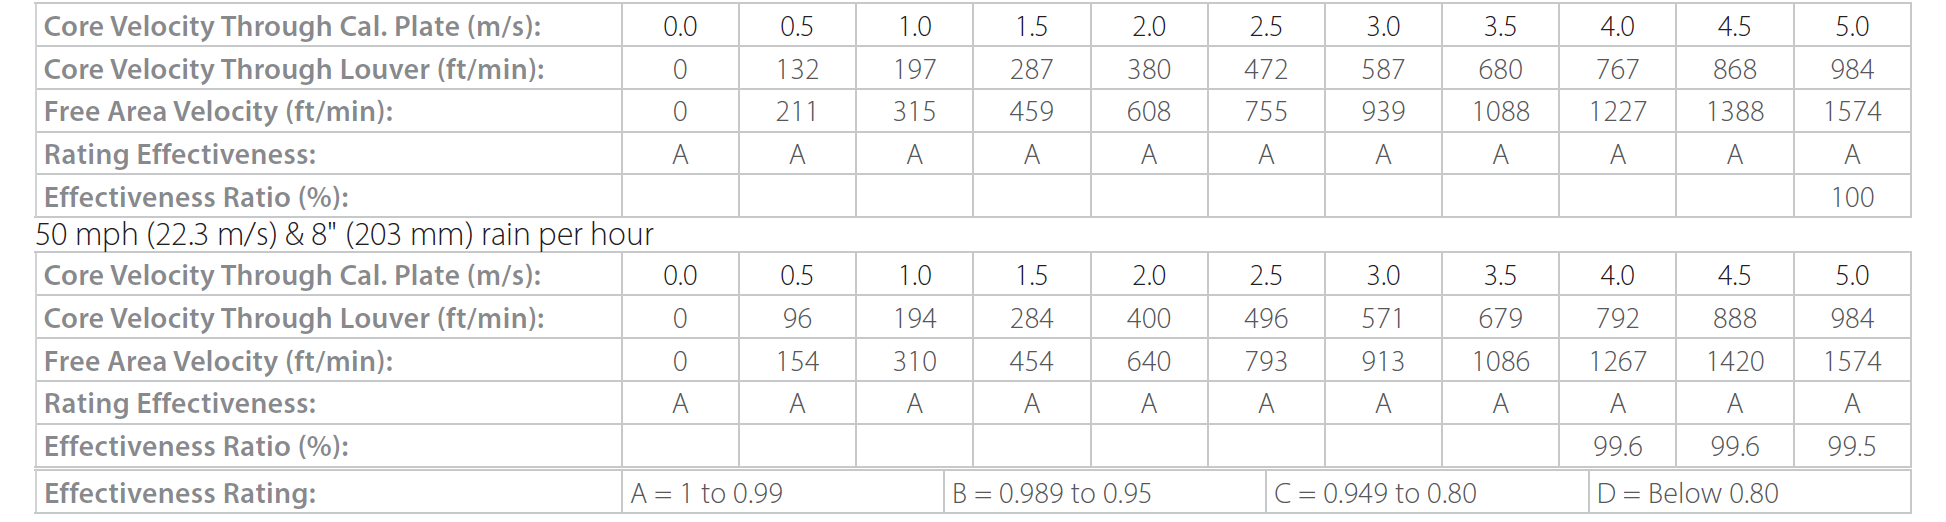 Core Velocity Through Cal. Plate (m/s): 0.0 0.5 1.0 1.5 2.0 2.5 3.0 3.5 4.0 4.5 5.0
Core Velocity Through Louver (ft/min): 0 132 197 287 380 472 587 680 767 868 984
Free Area Velocity (ft/min): 0 211 315 459 608 755 939 1088 1227 1388 1574
Rating Effectiveness: A A A A A A A A A A A
Effectiveness Ratio (%): 100
50 mph (22.3 m/s) & 8" (203 mm) rain per hour
Core Velocity Through Cal. Plate (m/s): 0.0 0.5 1.0 1.5 2.0 2.5 3.0 3.5 4.0 4.5 5.0
Core Velocity Through Louver (ft/min): 0 96 194 284 400 496 571 679 792 888 984
Free Area Velocity (ft/min): 0 154 310 454 640 793 913 1086 1267 1420 1574
Rating Effectiveness: A A A A A A A A A A A
Effectiveness Ratio (%): 99.6 99.6 99.5
Effectiveness Rating: A = 1 to 0.99 B = 0.989 to 0.95 C = 0.949 to 0.80 D = Below 0.80